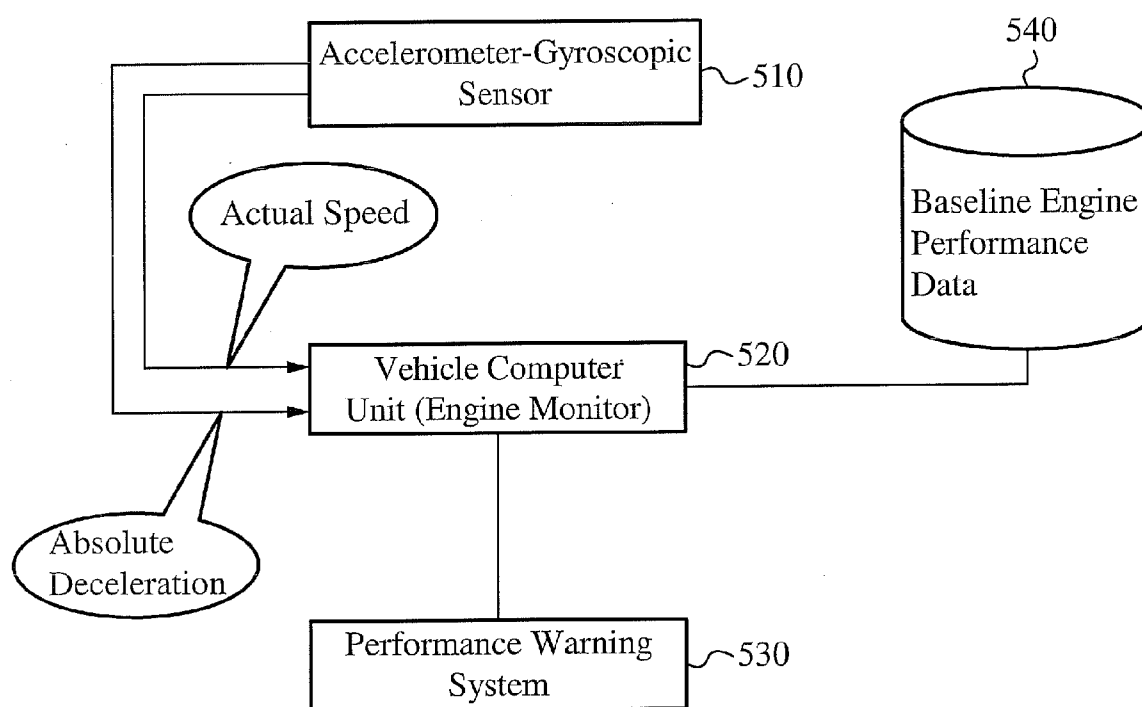 Accelerometer-Gyroscopic
Sensor
510
540
Actual Speed
Baseline Engine
Performance
Data
Vehicle Computer
Unit (Engine Monitor)
520
Absolute
Deceleration
Performance Warning
System
530